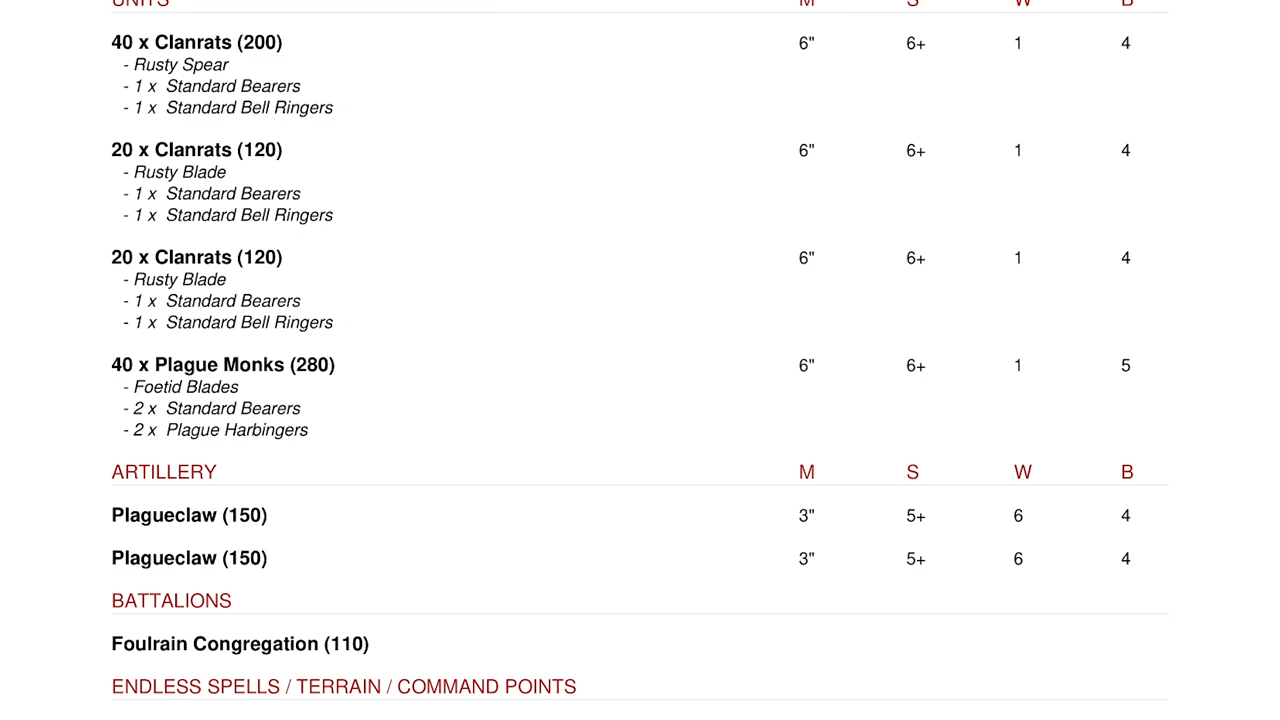 UNITS M S W B
40 x Clanrats (200) 6" 6+ 1 4
- Rusty Spear
- 1 x Standard Bearers
- 1 x Standard Bell Ringers
20 x Clanrats (120) 6" 6+ 1 4
- Rusty Blade
- 1 x Standard Bearers
- 1 x Standard Bell Ringers
20 x Clanrats (120) 6" 6+ 1 4
- Rusty Blade
- 1 x Standard Bearers
- 1 x Standard Bell Ringers
40 x Plague Monks (280) 6" 6+ 1 5
- Foetid Blades
- 2 x Standard Bearers
- 2 x Plague Harbingers
ARTILLERY M S W B
Plagueclaw (150) 3" 5+ 6 4
Plagueclaw (150) 3" 5+ 6 4
BATTALIONS
Foulrain Congregation (110)
ENDLESS SPELLS / TERRAIN / COMMAND POINTS